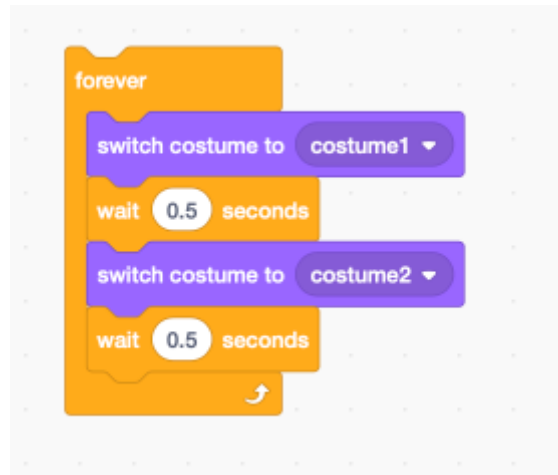 forever
switch costume to costume1
wait 0.5 seconds
switch costume to costume2
wait 0.5 seconds